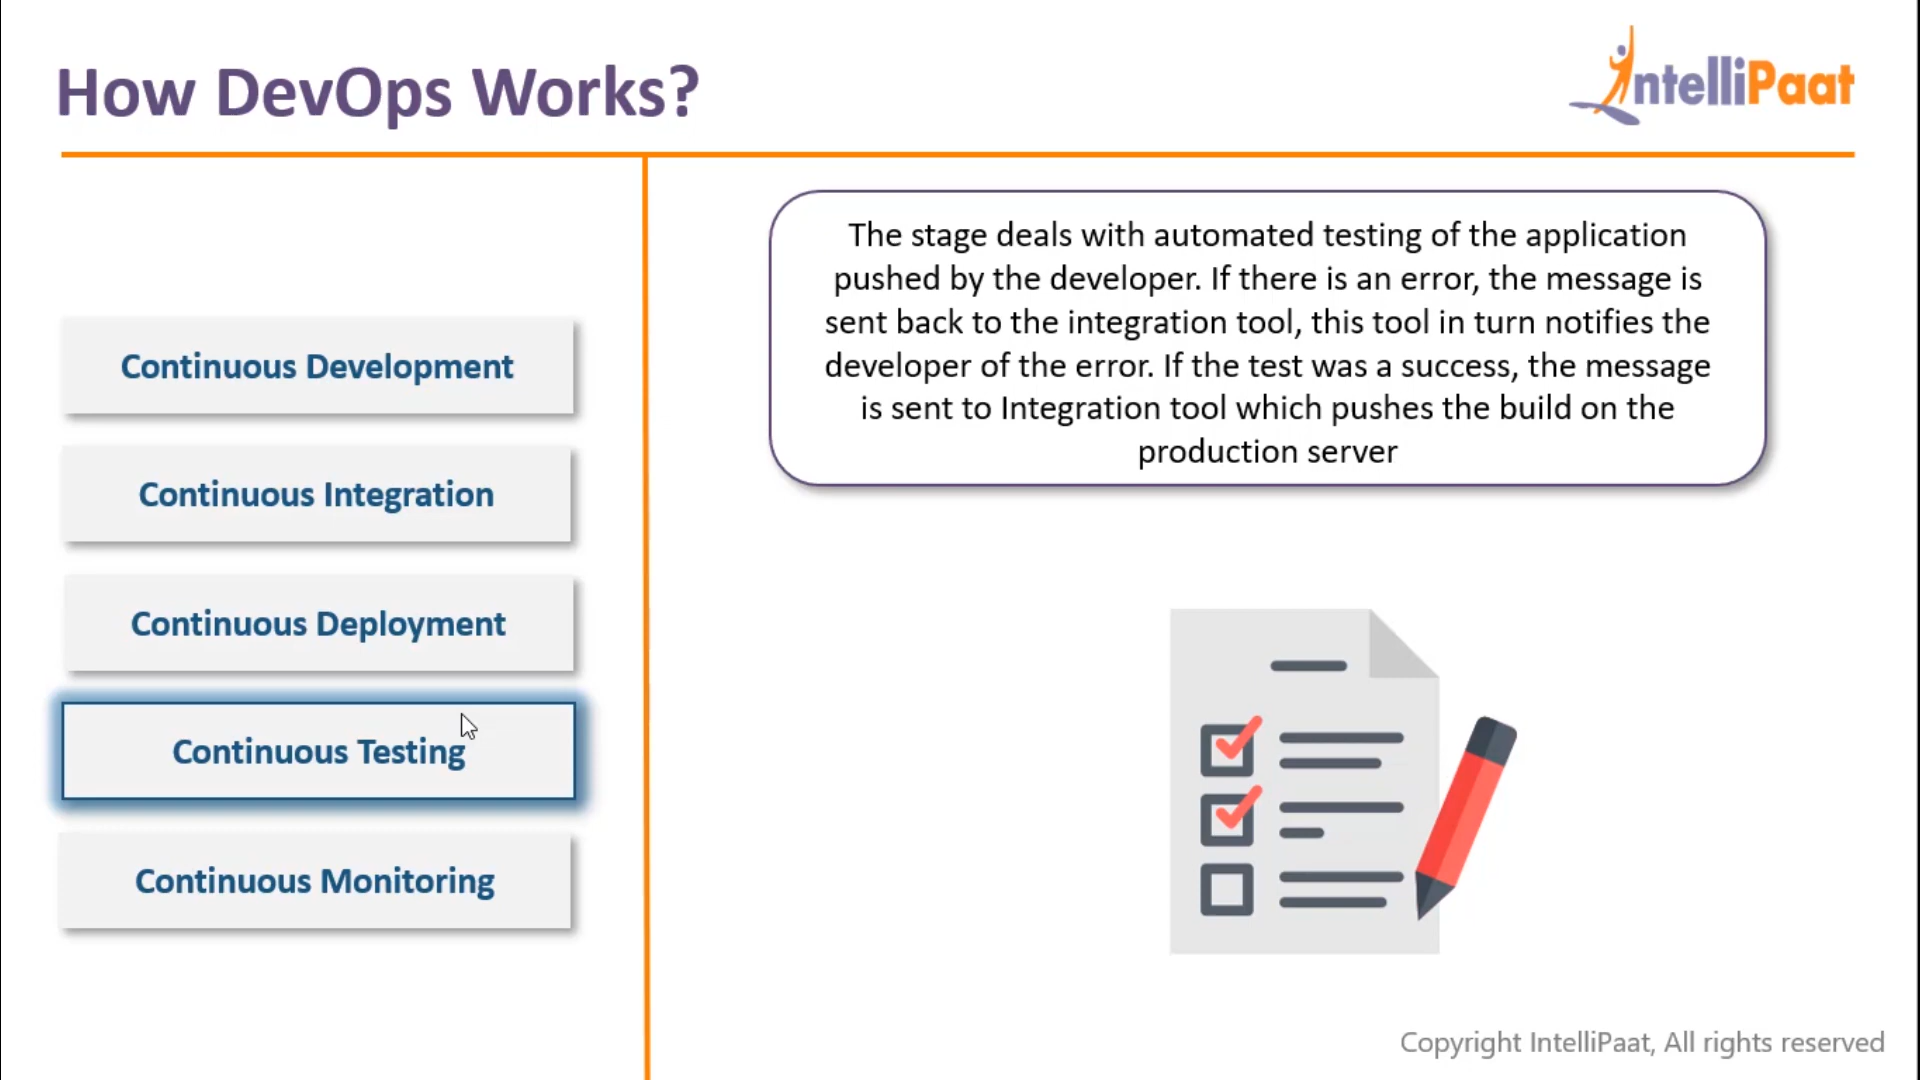 How DevOps Works?
IntelliPaat
Continuous Development
Continuous Integration
Continuous Deployment
Continuous Testing
Continuous Monitoring
The stage deals with automated testing of the application
pushed by the developer. If there is an error, the message is
sent back to the integration tool, this tool in turn notifies the
developer of the error. If the test was a success, the message
is sent to Integration tool which pushes the build on the
production server
Copyright IntelliPaat, All rights reserved